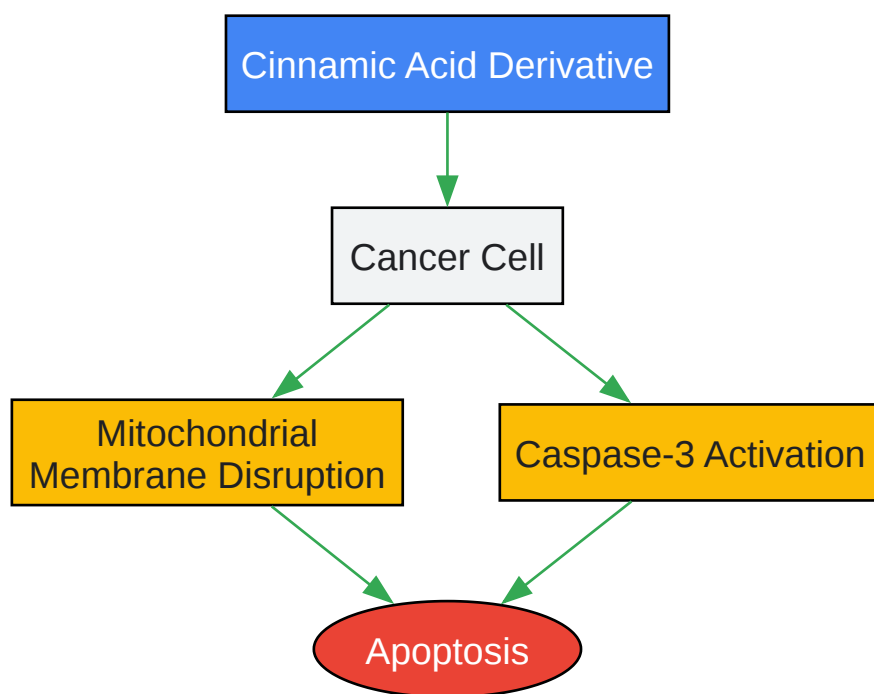 Cinnamic Acid Derivative
Cancer Cell
Mitochondrial
Membrane Disruption
Caspase-3 Activation
Apoptosis